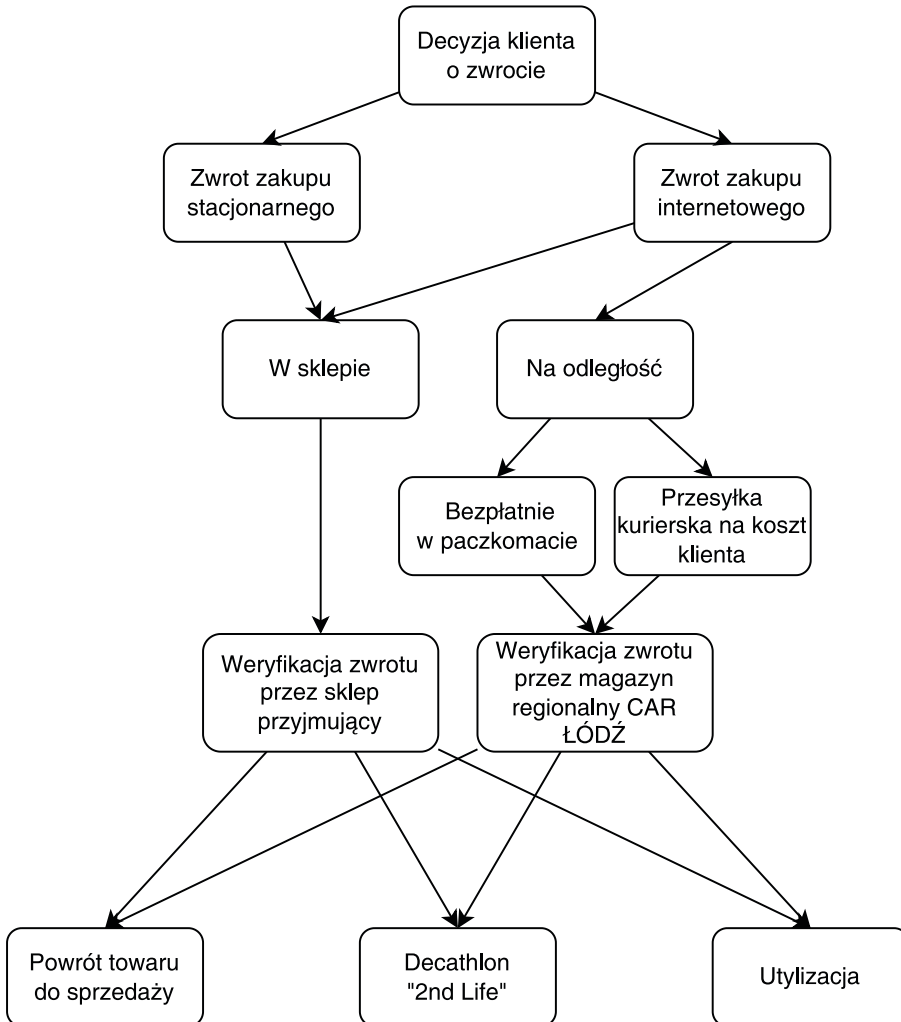 Decyzja klienta
o zwrocie
Zwrot zakupu
stacjonarnego
Zwrot zakupu
internetowego
W sklepie
Na odległość
Bezpłatnie
w paczkomacie
Przesyłka
kurierska na koszt
klienta
Weryfikacja zwrotu
przez sklep
przyjmujący
Weryfikacja zwrotu
przez magazyn
regionalny CAR
ŁÓDŹ
Powrót towaru
do sprzedaży
Decathlon
"2nd Life"
Utylizacja